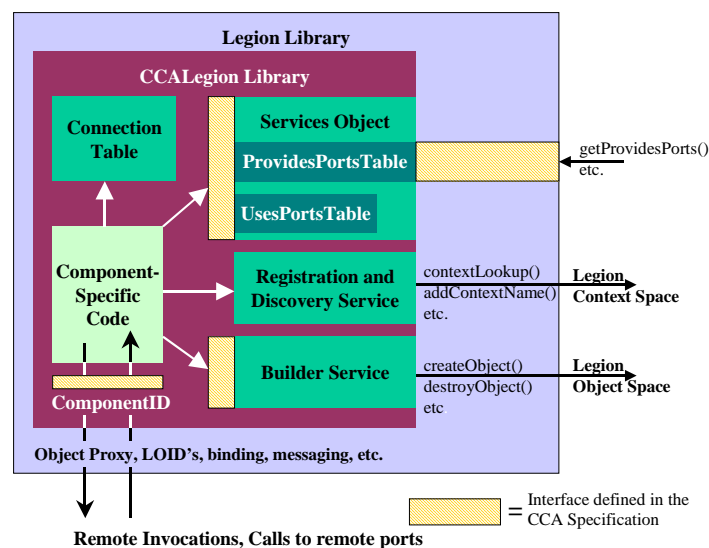 Legion Library
CCALegion Library
Connection
Table
Services Object
ProvidesPortsTable
UsesPortsTable
getProvidesPorts()
etc.
Component-
Specific
Code
Registration and
Discovery Service
contextLookup()
addContextName()
etc.
Legion
Context Space
Builder Service
createObject()
destroyObject()
etc
Legion
Object Space
ComponentID
Object Proxy, LOID's, binding, messaging, etc.
= Interface defined in the
CCA Specification
Remote Invocations, Calls to remote ports